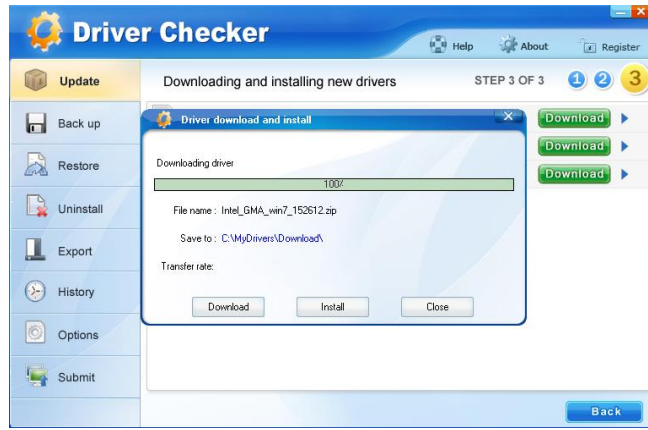 Driver Checker
Help
About
Register
Update
Downloading and installing new drivers
STEP 3 OF 3
1 2 3
Back up
Restore
Uninstall
Export
History
Options
Submit
Driver download and install
Downloading driver
100%
File name : Intel_GMA_win7_152612.zip
Save to : C:\MyDrivers\Download\
Transfer rate:
Download
Install
Close
Download
Download
Download
Back